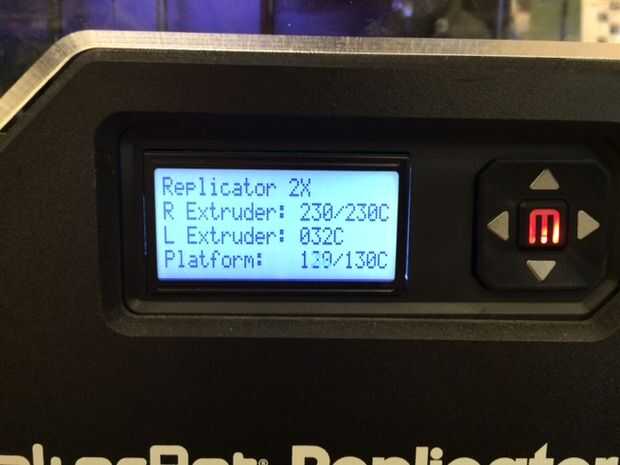 Replicator 2X
R Extruder: 230/230C
L Extruder: 032C
Platform: 129/130C
M